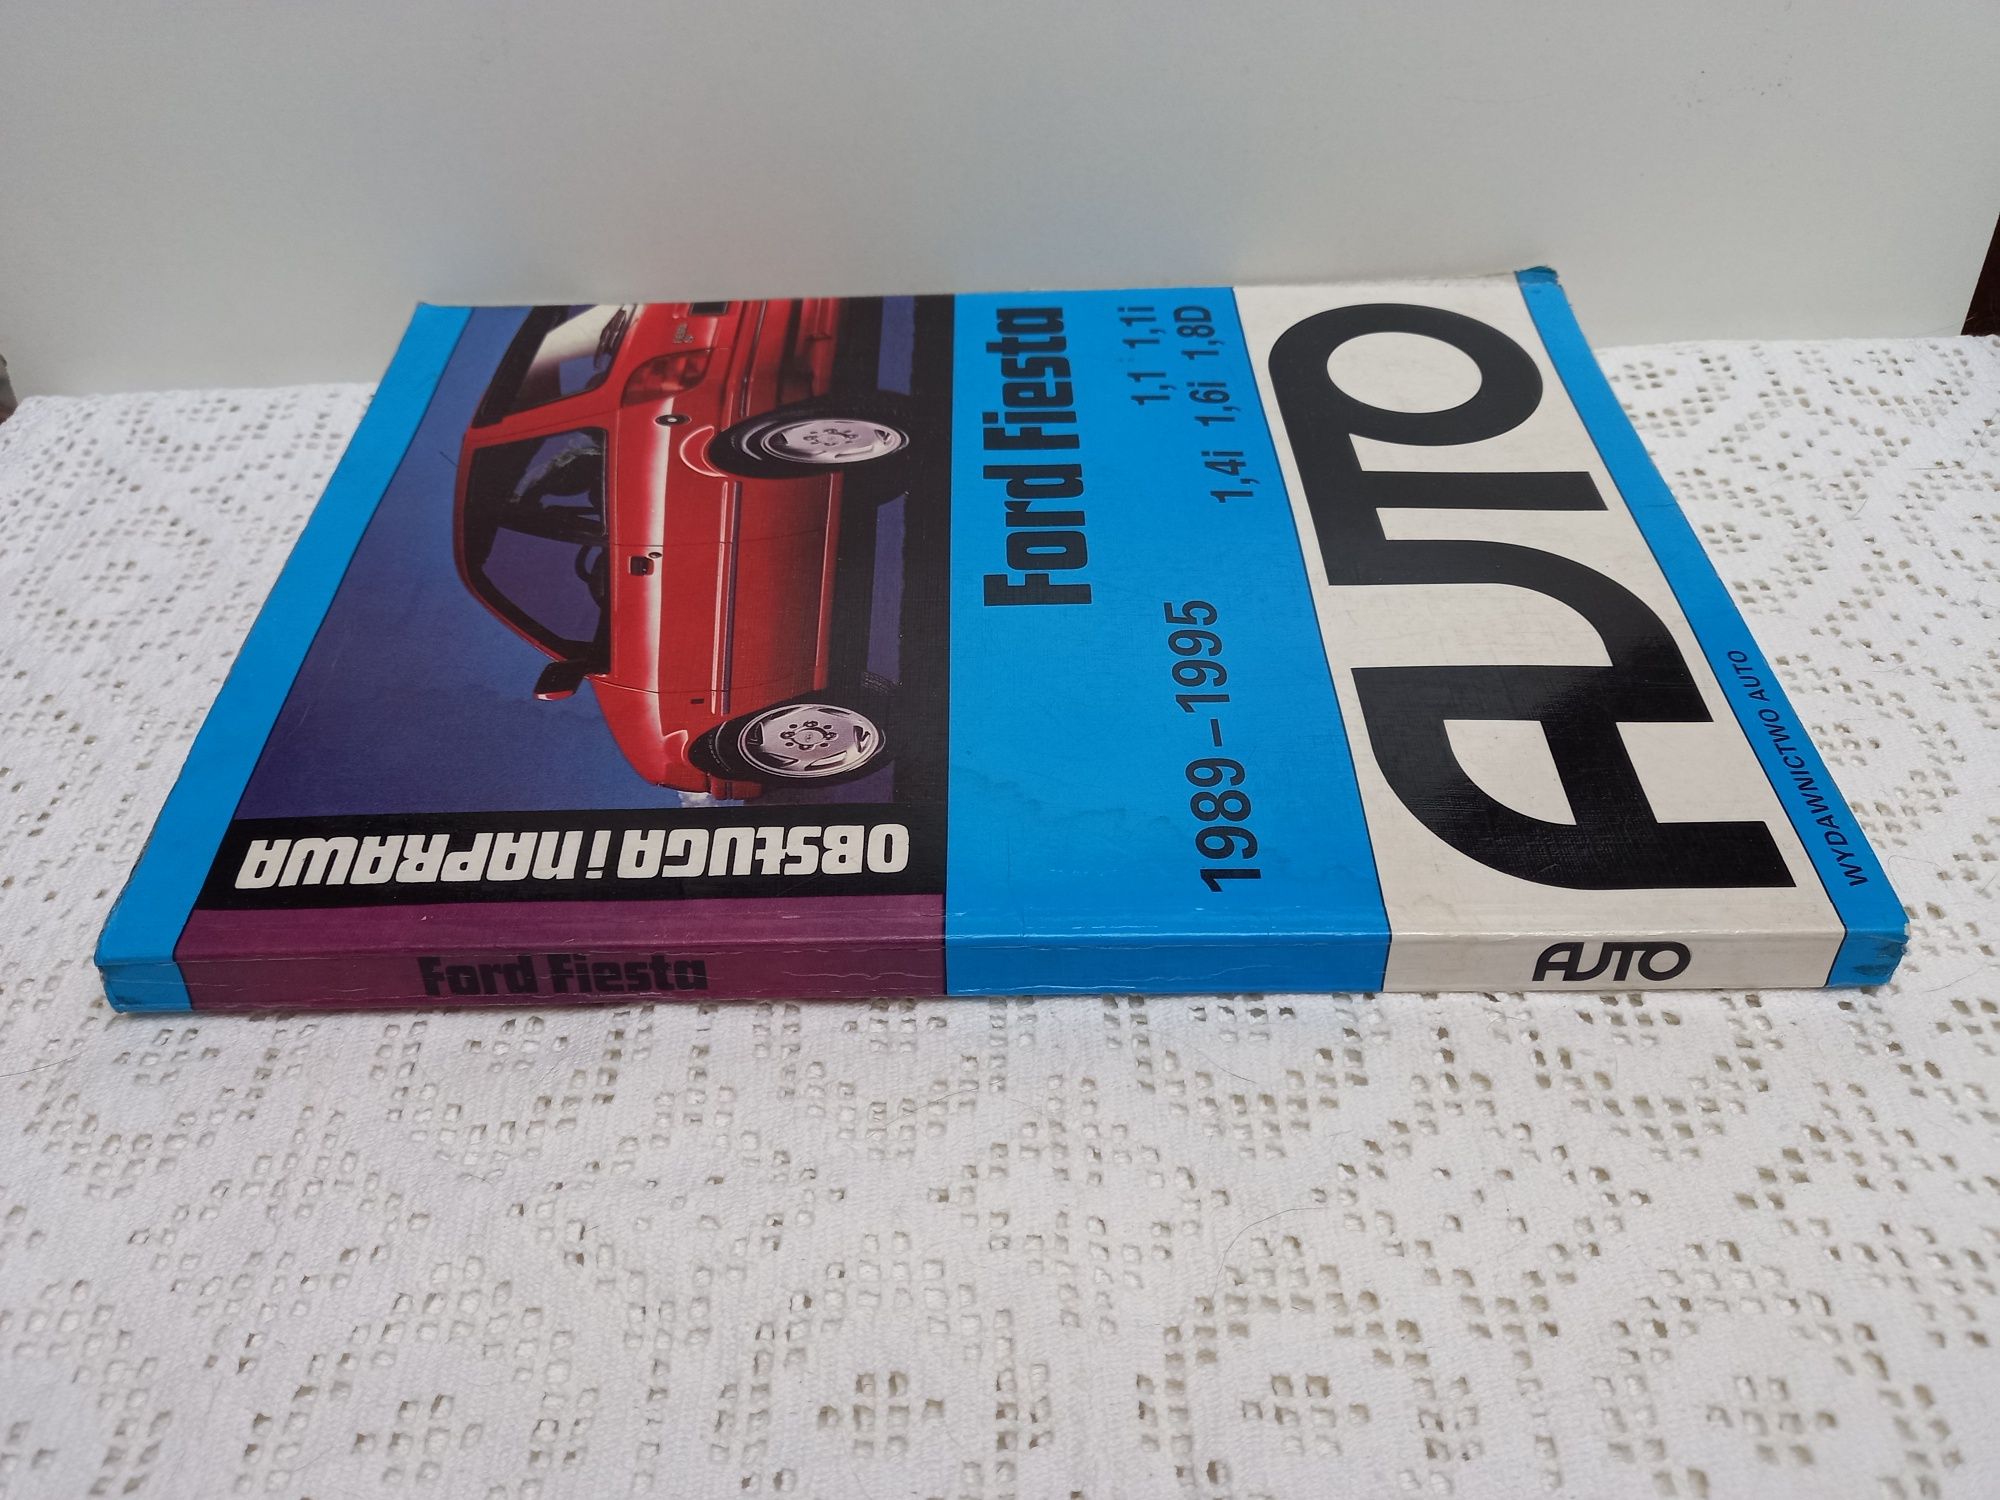 AUTO
1989–1995
Ford Fiesta
1,1 1,1i
1,4i 1,6i 1,8D
OBSŁUGA i NAPRAWA
WYDAWNICTWO AUTO
Ford Fiesta
AUTO